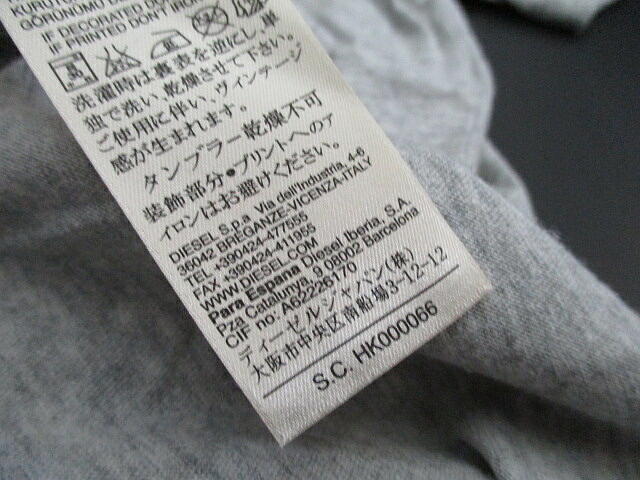 KURUTU
GÖRÜNÜMÜ D
IF DECORATED DO
IF PRINTED DON'T IRON
洗濯時は裏表を逆にし、単
独で洗い、乾燥させて下さい。
ご使用に伴い、ヴィンテージ
感が生まれます。
タンブラー乾燥不可
装飾部分・プリントへのア
イロンはお避けください。
DIESEL S.p.a Via dell'Industria, 4-6
36042 BREGANZE-VICENZA-ITALY
TEL +390424-477555
FAX +390424-411955
WWW.DIESEL.COM
Para Espana Diesel Iberia, S.A.
Pza Catalunya, 9 08002 Barcelona
CIF no: A62226170
ディーゼルジャパン(株)
大阪市中央区南船場3-12-12
S.C. HK000066